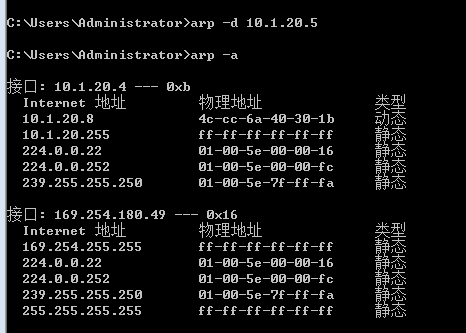 C:\Users\Administrator>arp -d 10.1.20.5
C:\Users\Administrator>arp -a
接口: 10.1.20.4 --- 0xb
Internet 地址 物理地址 类型
10.1.20.8 4c-cc-6a-40-30-1b 动态
10.1.20.255 ff-ff-ff-ff-ff-ff 静态
224.0.0.22 01-00-5e-00-00-16 静态
224.0.0.252 01-00-5e-00-00-fc 静态
239.255.255.250 01-00-5e-7f-ff-fa 静态
接口: 169.254.180.49 --- 0x16
Internet 地址 物理地址 类型
169.254.255.255 ff-ff-ff-ff-ff-ff 静态
224.0.0.22 01-00-5e-00-00-16 静态
224.0.0.252 01-00-5e-00-00-fc 静态
239.255.255.250 01-00-5e-7f-ff-fa 静态
255.255.255.255 ff-ff-ff-ff-ff-ff 静态